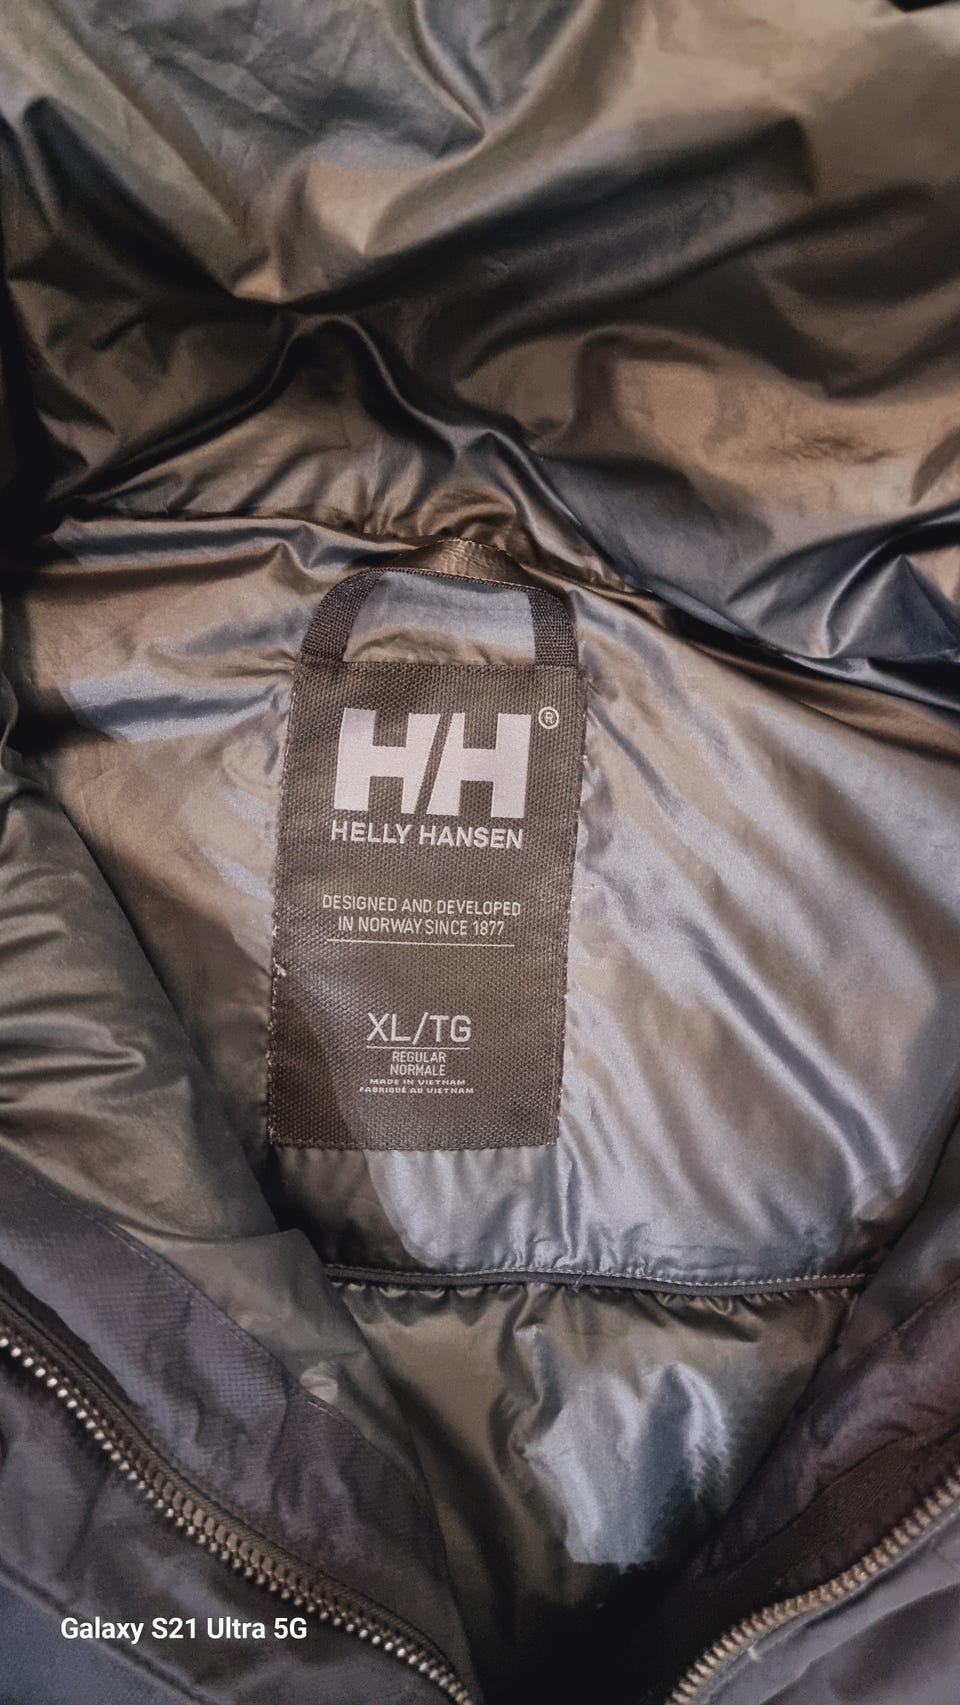 HH®
HELLY HANSEN
DESIGNED AND DEVELOPED
IN NORWAY SINCE 1877
XL/TG
REGULAR
NORMALE
MADE IN VIETNAM
FABRIQUÉ AU VIETNAM
Galaxy S21 Ultra 5G